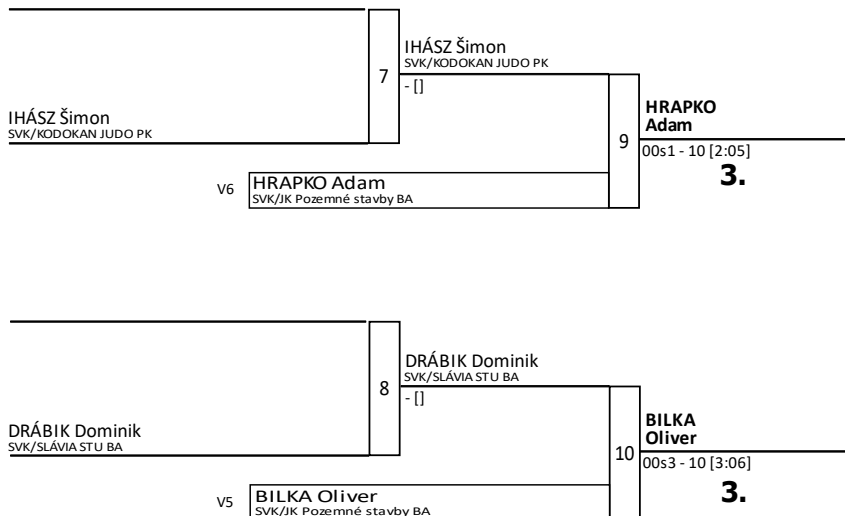 IHÁSZ Šimon
SVK/KODOKAN JUDO PK
7
- []
IHÁSZ Šimon
SVK/KODOKAN JUDO PK
HRAPKO
Adam
9
00s1 - 10 [2:05]
3.
V6
HRAPKO Adam
SVK/JK Pozemné stavby BA
DRÁBIK Dominik
SVK/SLÁVIA STU BA
8
- []
DRÁBIK Dominik
SVK/SLÁVIA STU BA
BILKA
Oliver
10
00s3 - 10 [3:06]
3.
V5
BILKA Oliver
SVK/JK Pozemné stavby BA